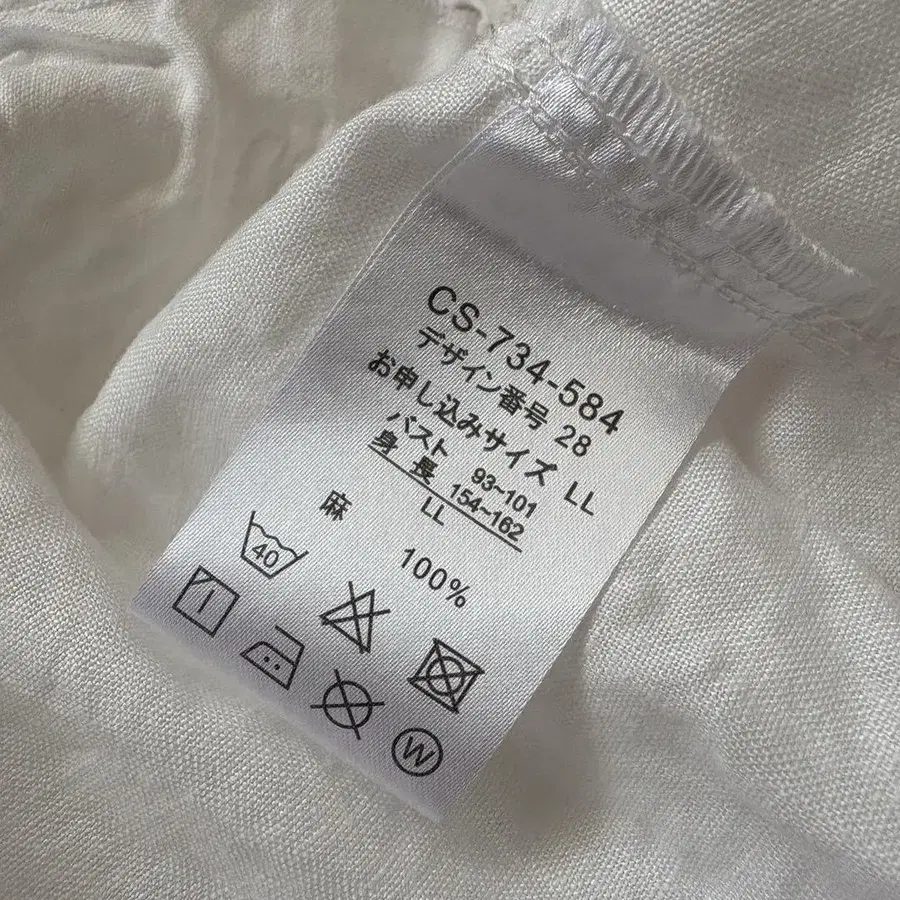 CS-734-584
デザイン番号 28
お申し込みサイズ LL
バスト 93~101
身長 154~162
LL
麻 100%
40
W